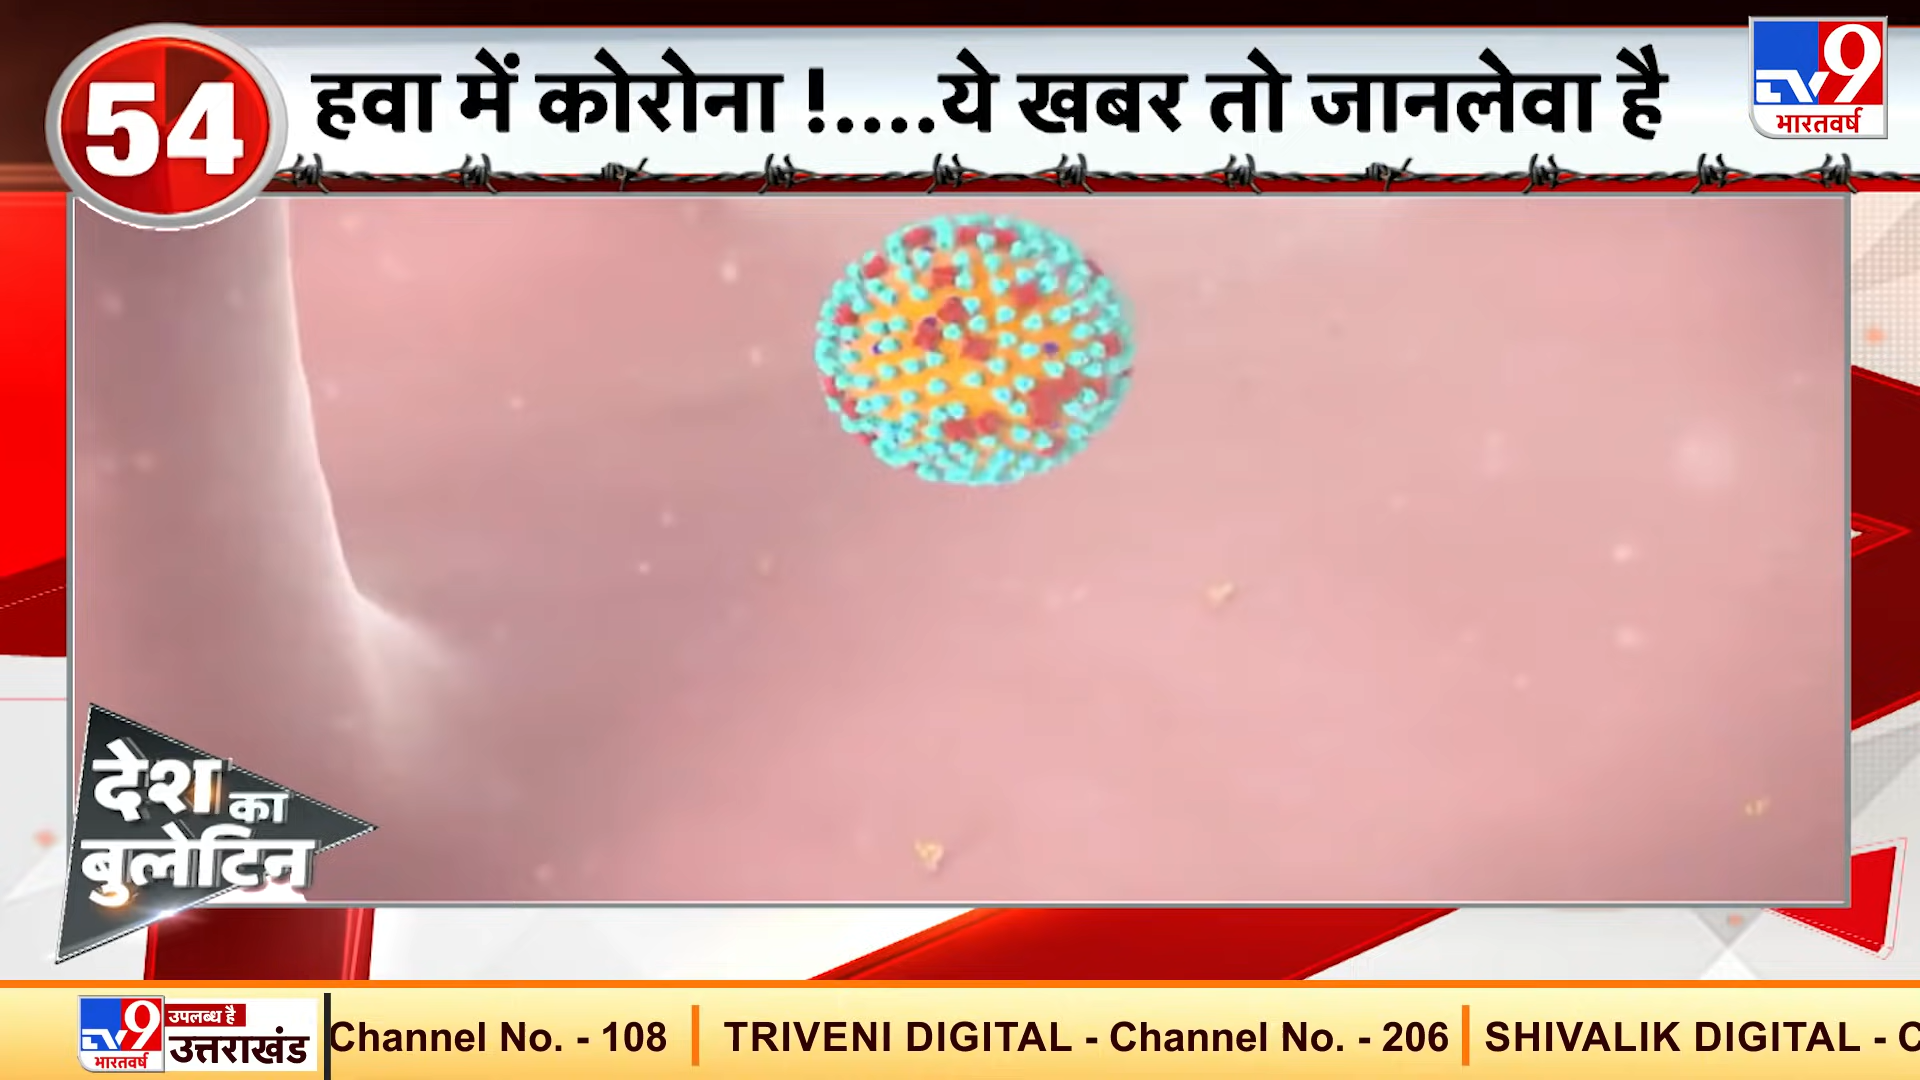 54
हवा में कोरोना !....ये खबर तो जानलेवा है
TV9
भारतवर्ष
देश का
बुलेटिन
TV9
भारतवर्ष
उपलब्ध है
उत्तराखंड
Channel No. - 108 | TRIVENI DIGITAL - Channel No. - 206 | SHIVALIK DIGITAL - C